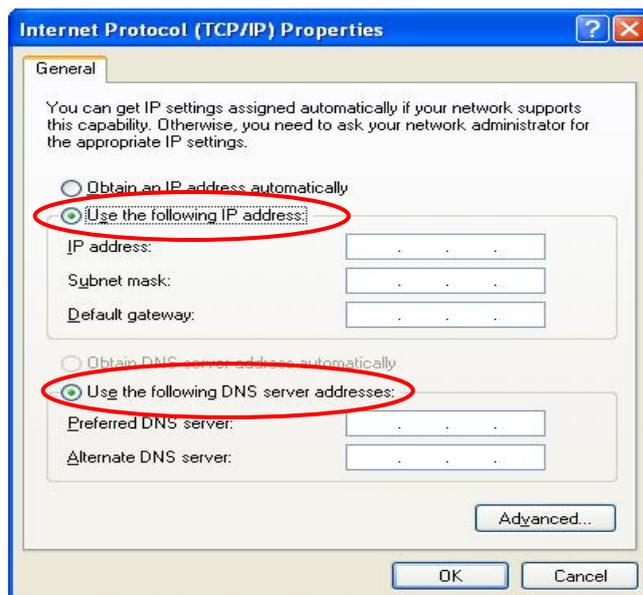 Internet Protocol (TCP/IP) Properties
General
You can get IP settings assigned automatically if your network supports
this capability. Otherwise, you need to ask your network administrator for
the appropriate IP settings.
Obtain an IP address automatically
Use the following IP address:
IP address:
Subnet mask:
Default gateway:
Obtain DNS server address automatically
Use the following DNS server addresses:
Preferred DNS server:
Alternate DNS server:
Advanced...
OK Cancel